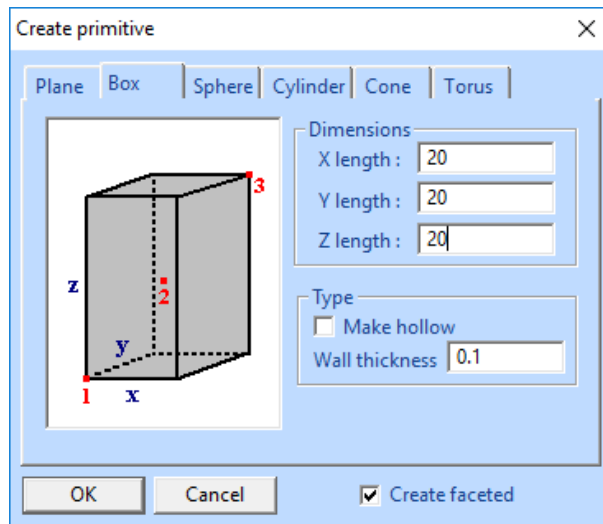 Create primitive
Plane Box Sphere Cylinder Cone Torus
Dimensions
X length : 20
Y length : 20
Z length : 20
Type
Make hollow
Wall thickness 0.1
3
z
2
y
1
x
OK Cancel Create faceted